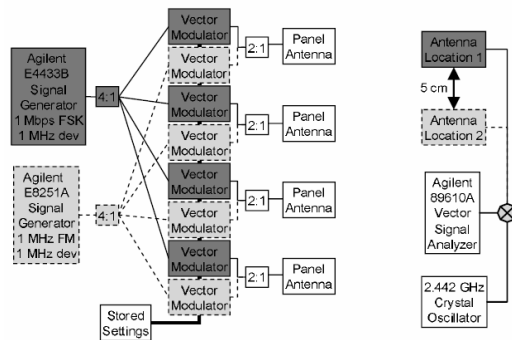 Agilent
E4433B
Signal
Generator
1 Mbps FSK
1 MHz dev
4:1
Agilent
E8251A
Signal
Generator
1 MHz FM
1 MHz dev
4:1
Vector
Modulator
Vector
Modulator
2:1
Panel
Antenna
Vector
Modulator
Vector
Modulator
2:1
Panel
Antenna
Vector
Modulator
Vector
Modulator
2:1
Panel
Antenna
Vector
Modulator
Vector
Modulator
2:1
Panel
Antenna
Stored
Settings
Antenna
Location 1
5 cm
Antenna
Location 2
Agilent
89610A
Vector
Signal
Analyzer
2.442 GHz
Crystal
Oscillator